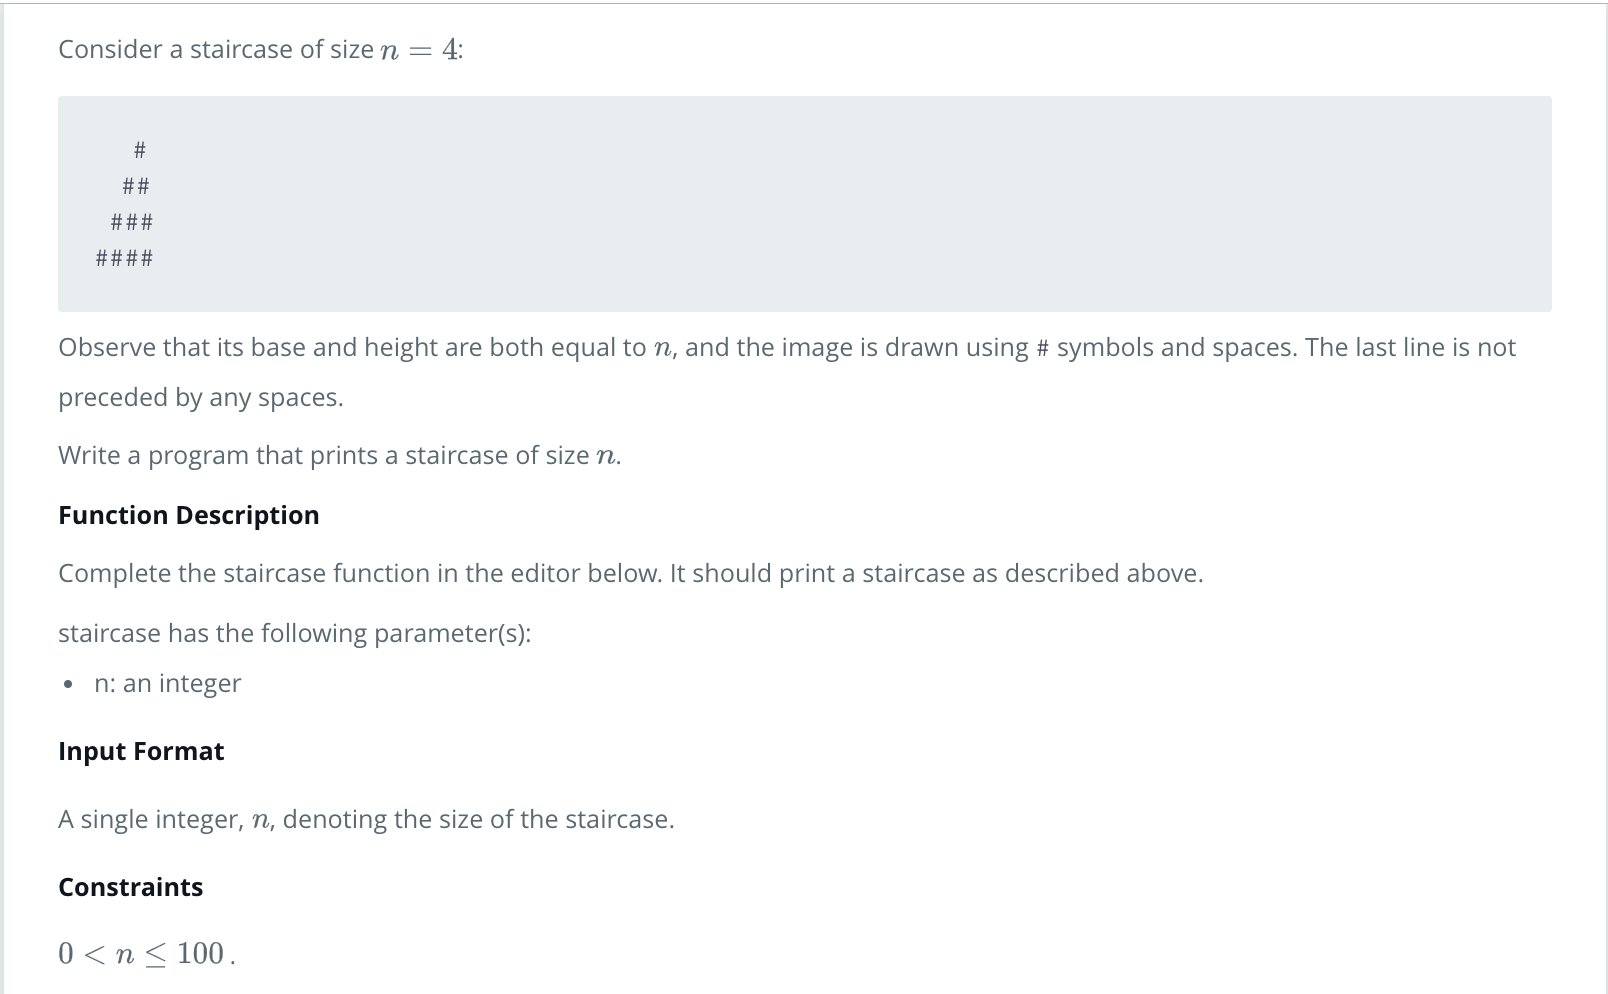 Consider a staircase of size n = 4:
   #
  ##
 ###
####
Observe that its base and height are both equal to n, and the image is drawn using # symbols and spaces. The last line is not
preceded by any spaces.
Write a program that prints a staircase of size n.
Function Description
Complete the staircase function in the editor below. It should print a staircase as described above.
staircase has the following parameter(s):
• n: an integer
Input Format
A single integer, n, denoting the size of the staircase.
Constraints
0 < n ≤ 100 .